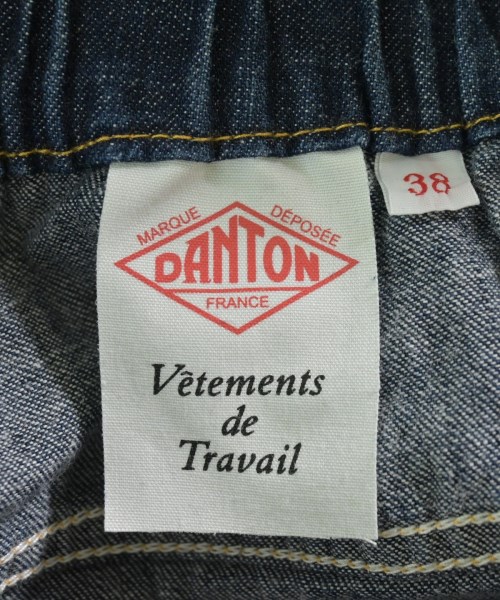 MARQUE DÉPOSÉE
DANTON
FRANCE
Vêtements
de
Travail
38